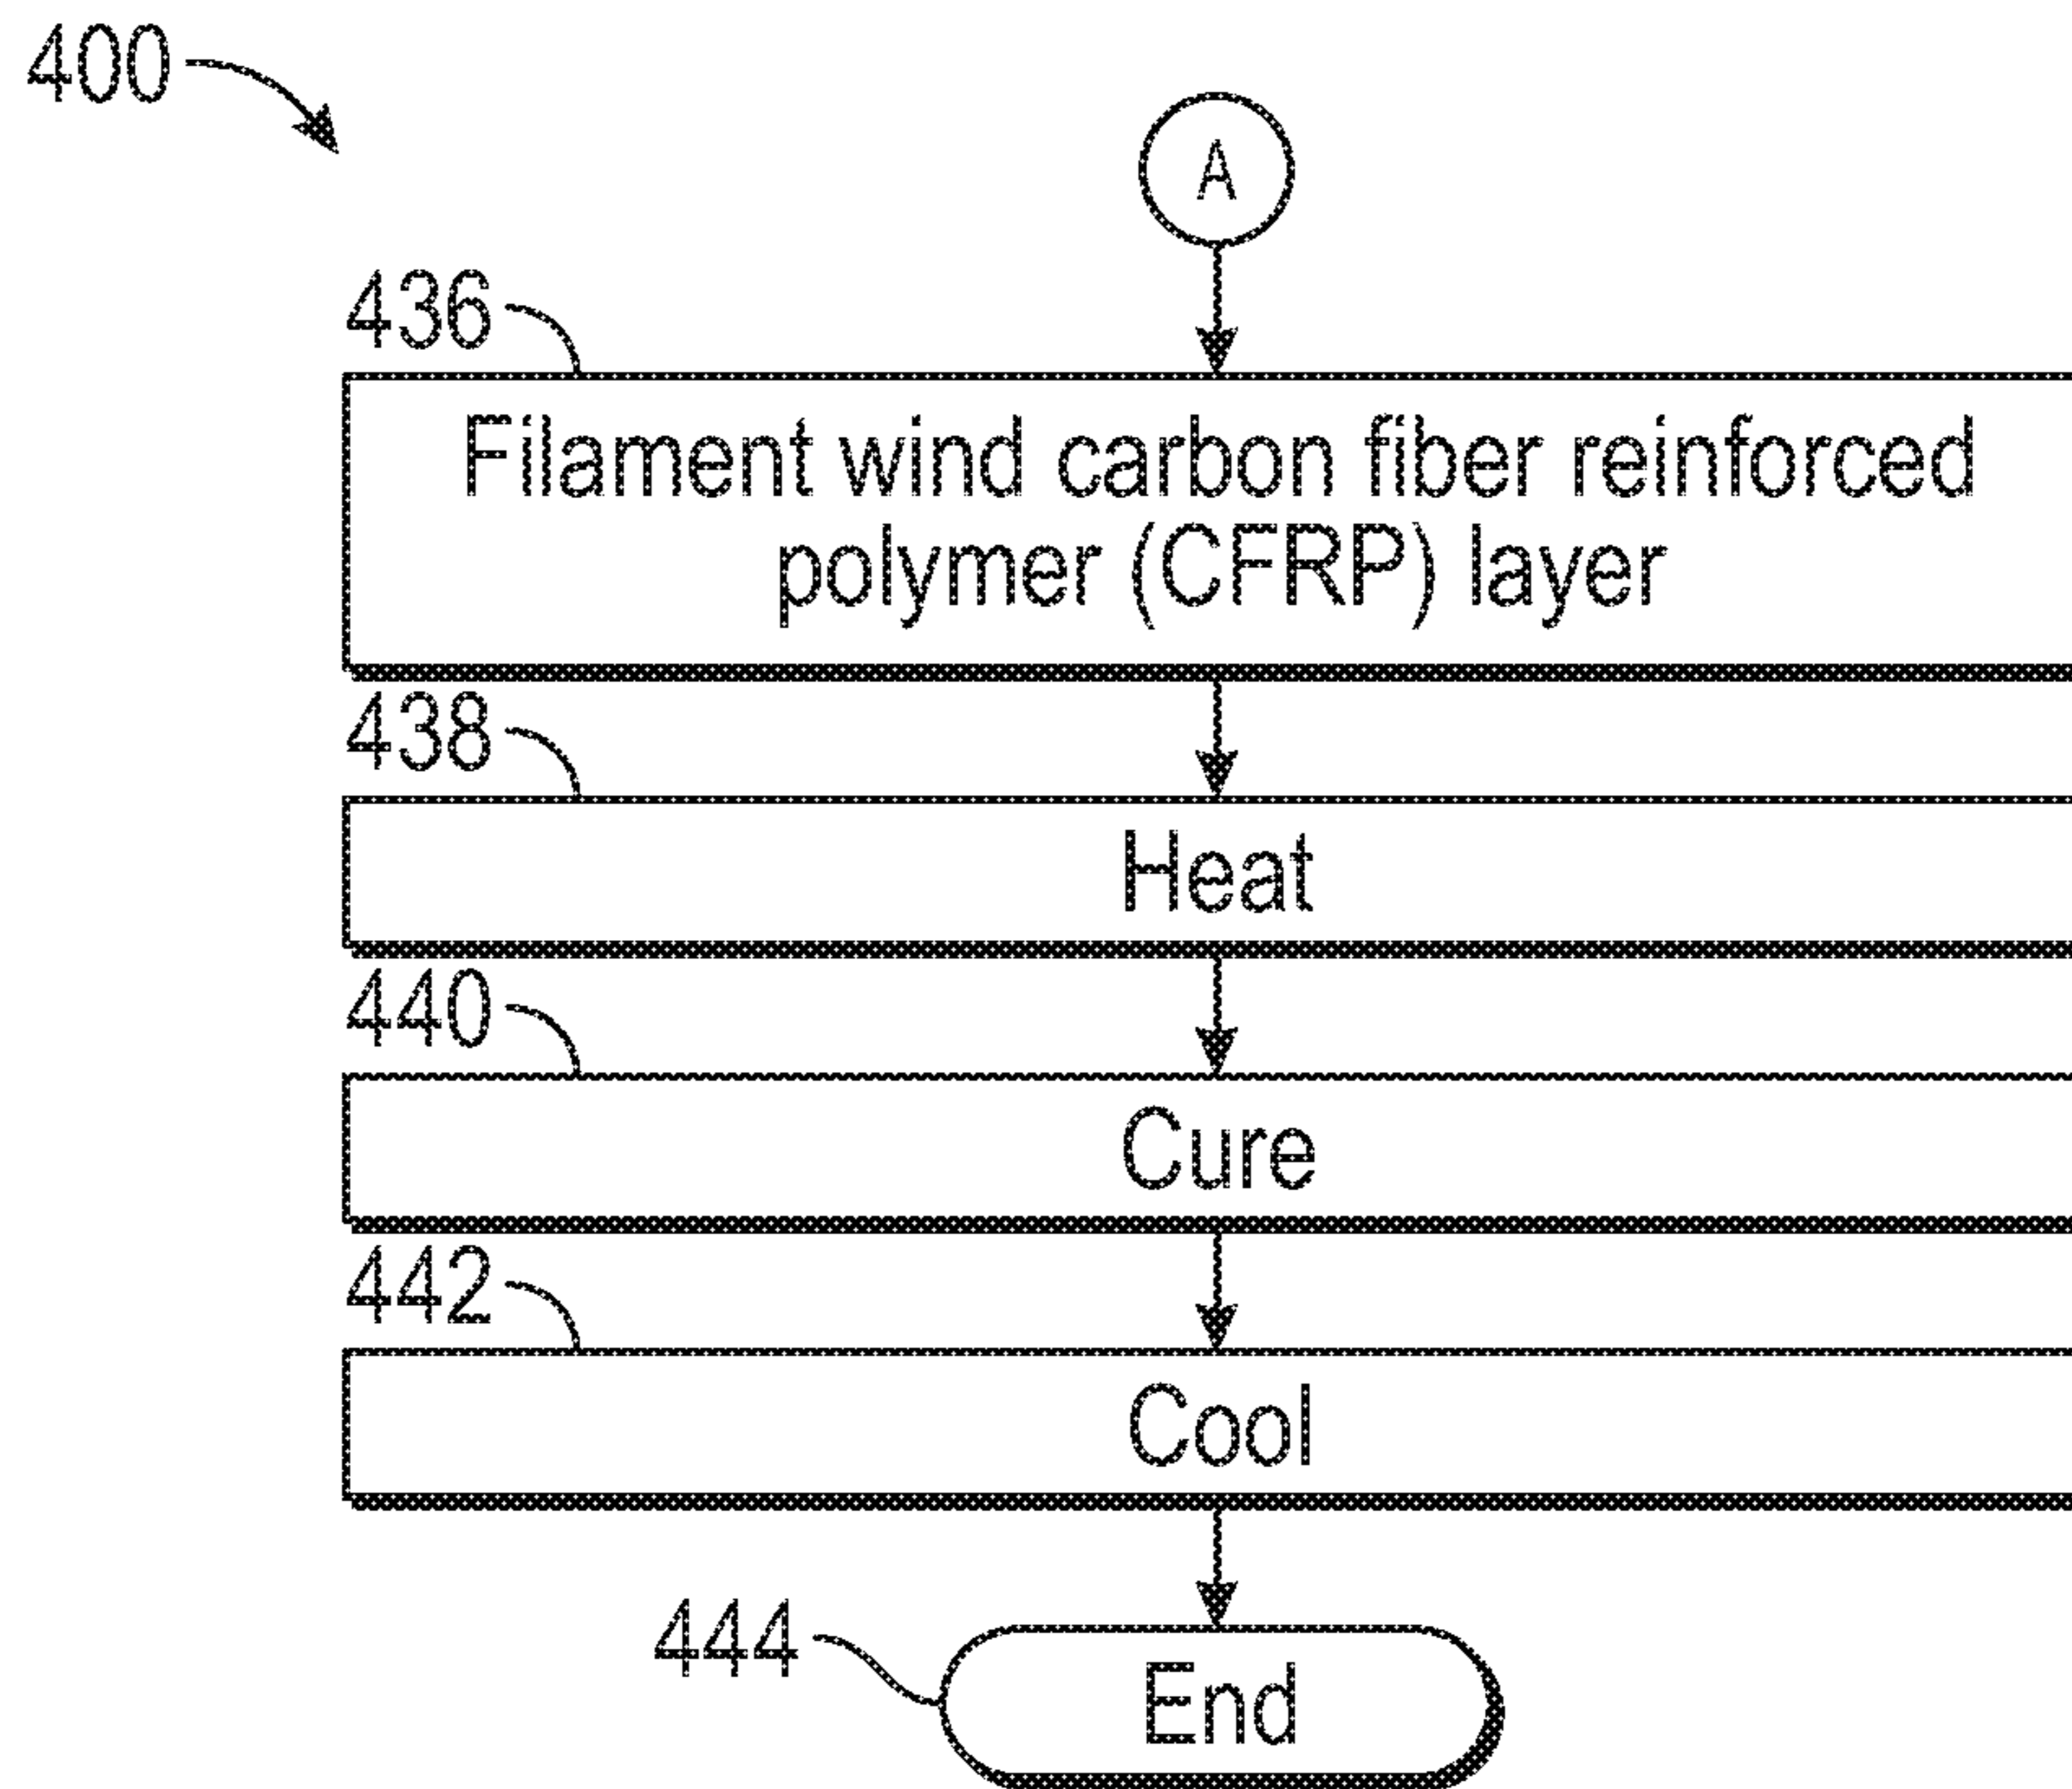 400
A
436
Filament wind carbon fiber reinforced
polymer (CFRP) layer
438
Heat
440
Cure
442
Cool
444
End